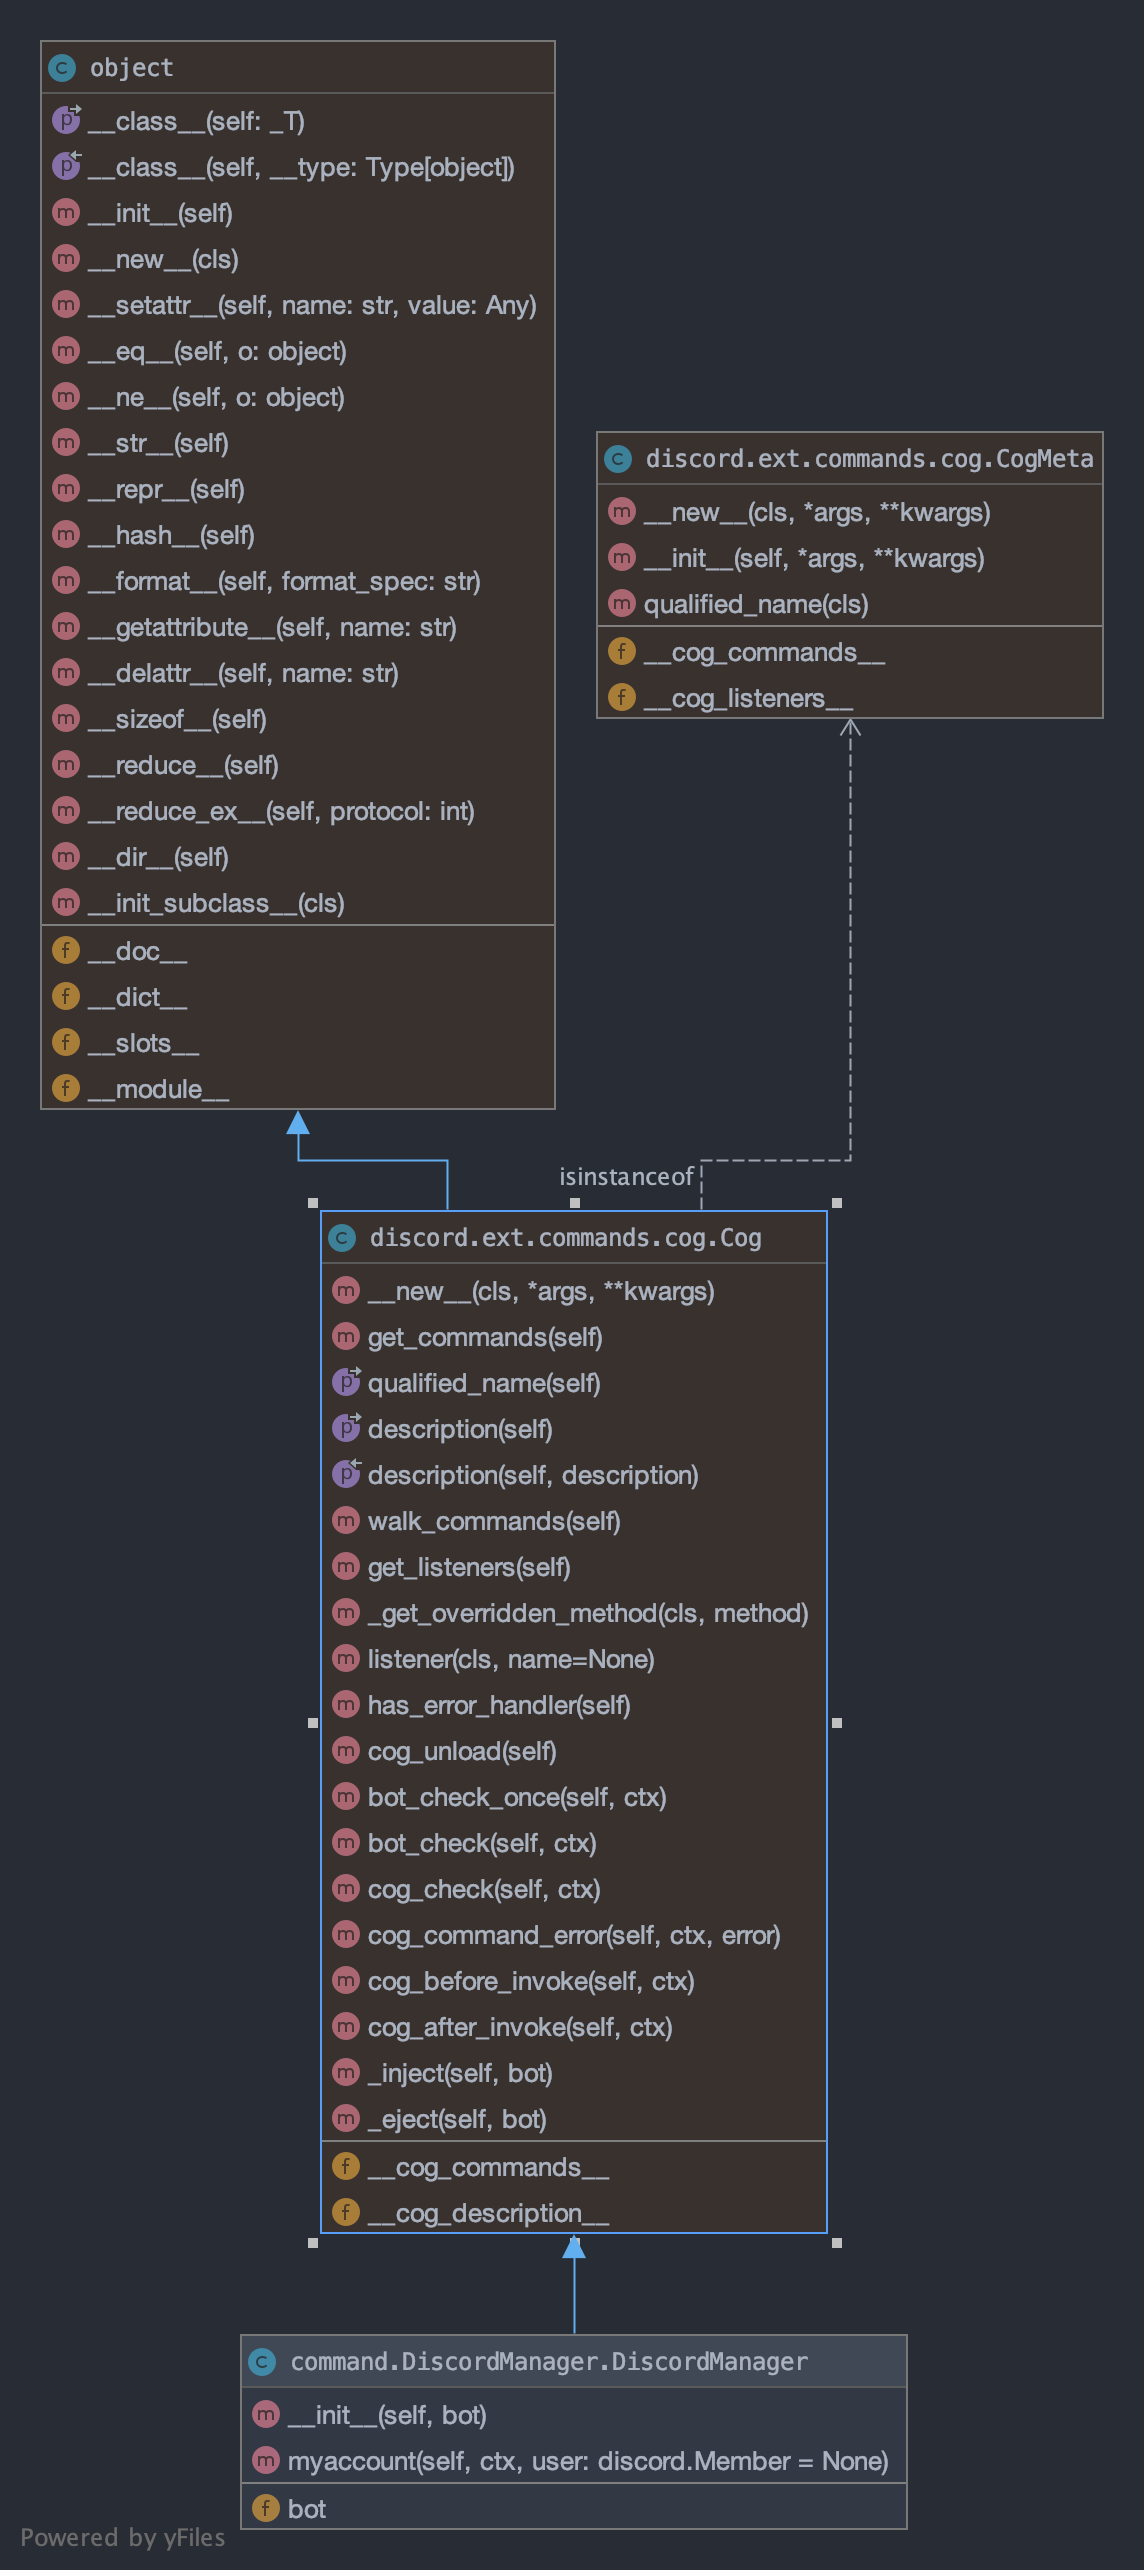 object
__class__(self: _T)
__class__(self, __type: Type[object])
__init__(self)
__new__(cls)
__setattr__(self, name: str, value: Any)
__eq__(self, o: object)
__ne__(self, o: object)
__str__(self)
__repr__(self)
__hash__(self)
__format__(self, format_spec: str)
__getattribute__(self, name: str)
__delattr__(self, name: str)
__sizeof__(self)
__reduce__(self)
__reduce_ex__(self, protocol: int)
__dir__(self)
__init_subclass__(cls)
__doc__
__dict__
__slots__
__module__
discord.ext.commands.cog.CogMeta
__new__(cls, *args, **kwargs)
__init__(self, *args, **kwargs)
qualified_name(cls)
__cog_commands__
__cog_listeners__
isinstanceof
discord.ext.commands.cog.Cog
__new__(cls, *args, **kwargs)
get_commands(self)
qualified_name(self)
description(self)
description(self, description)
walk_commands(self)
get_listeners(self)
_get_overridden_method(cls, method)
listener(cls, name=None)
has_error_handler(self)
cog_unload(self)
bot_check_once(self, ctx)
bot_check(self, ctx)
cog_check(self, ctx)
cog_command_error(self, ctx, error)
cog_before_invoke(self, ctx)
cog_after_invoke(self, ctx)
_inject(self, bot)
_eject(self, bot)
__cog_commands__
__cog_description__
command.DiscordManager.DiscordManager
__init__(self, bot)
myaccount(self, ctx, user: discord.Member = None)
bot
Powered by yFiles